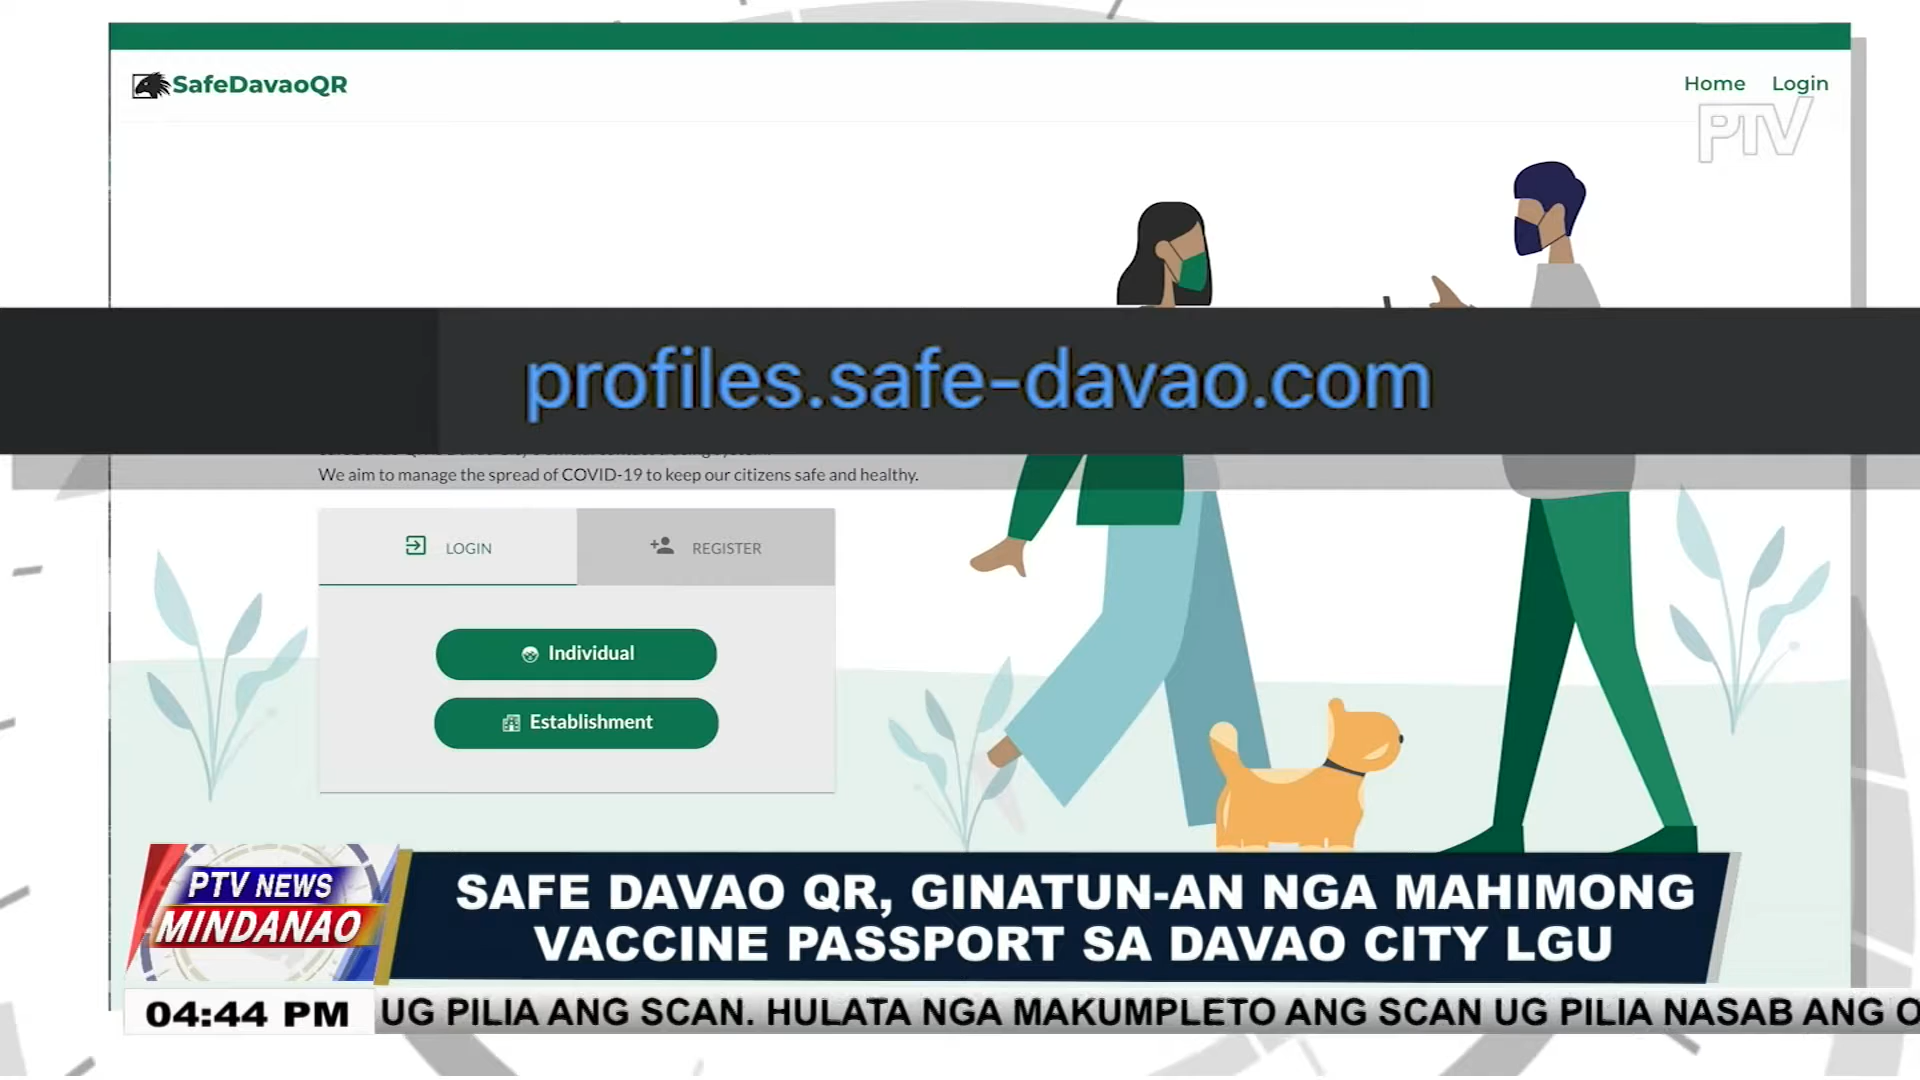 SafeDavaoQR
Home Login
PTV
profiles.safe-davao.com
We aim to manage the spread of COVID-19 to keep our citizens safe and healthy.
LOGIN
REGISTER
Individual
Establishment
PTV NEWS
MINDANAO
SAFE DAVAO QR, GINATUN-AN NGA MAHIMONG
VACCINE PASSPORT SA DAVAO CITY LGU
04:44 PM
UG PILIA ANG SCAN. HULATA NGA MAKUMPLETO ANG SCAN UG PILIA NASAB ANG